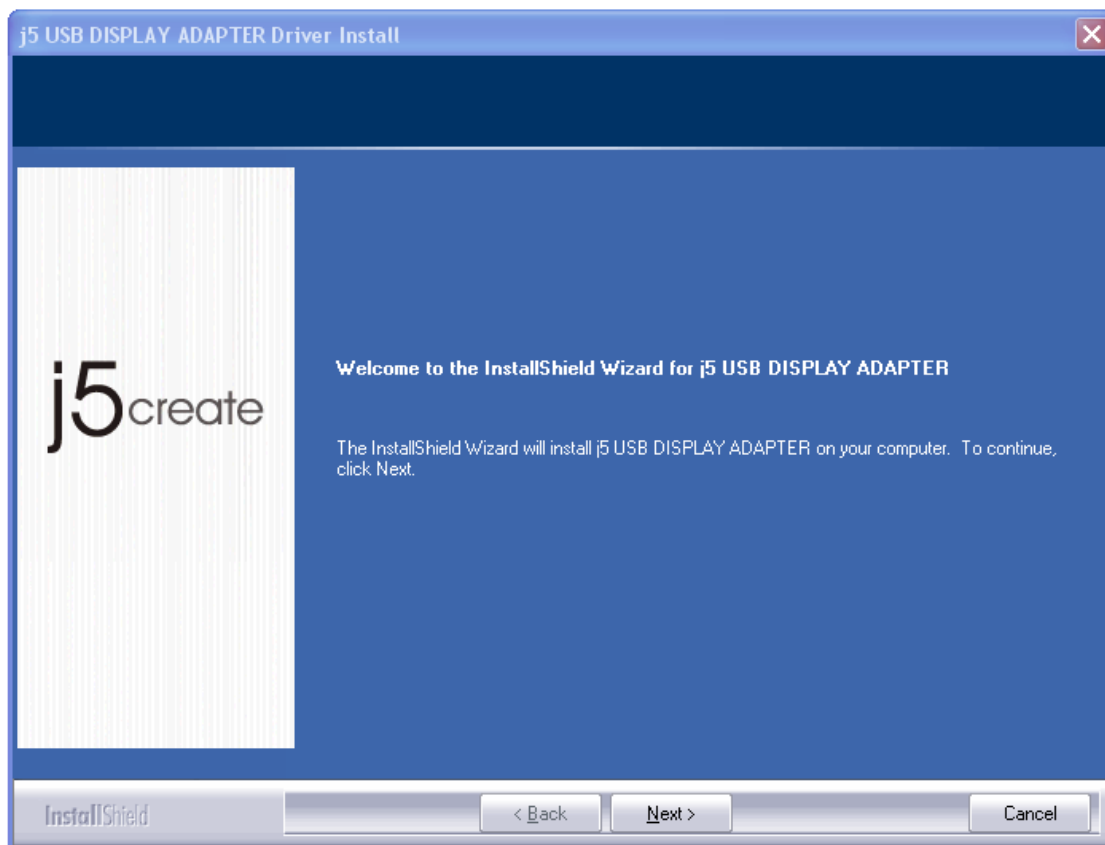 j5 USB DISPLAY ADAPTER Driver Install
j5create
Welcome to the InstallShield Wizard for j5 USB DISPLAY ADAPTER
The InstallShield Wizard will install j5 USB DISPLAY ADAPTER on your computer.  To continue,
click Next.
InstallShield
< Back
Next >
Cancel